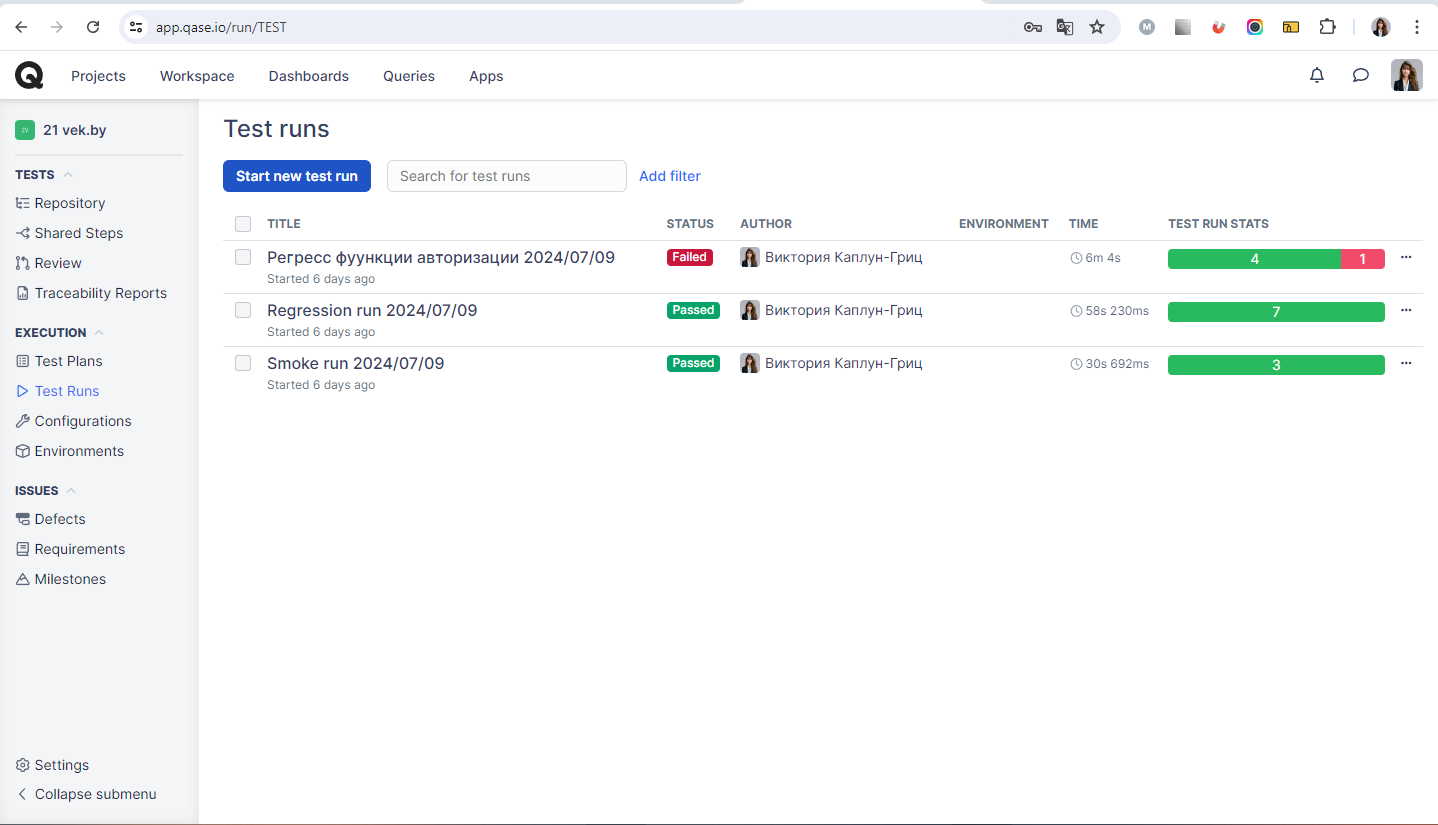 app.qase.io/run/TEST
M
Projects Workspace Dashboards Queries Apps
21 vek.by
TESTS
Repository
Shared Steps
Review
Traceability Reports
EXECUTION
Test Plans
Test Runs
Configurations
Environments
ISSUES
Defects
Requirements
Milestones
Settings
Collapse submenu
Test runs
Start new test run Search for test runs Add filter
TITLE STATUS AUTHOR ENVIRONMENT TIME TEST RUN STATS
Регресс фуункции авторизации 2024/07/09 Failed Виктория Каплун-Гриц 6m 4s 4 1
Started 6 days ago
Regression run 2024/07/09 Passed Виктория Каплун-Гриц 58s 230ms 7
Started 6 days ago
Smoke run 2024/07/09 Passed Виктория Каплун-Гриц 30s 692ms 3
Started 6 days ago